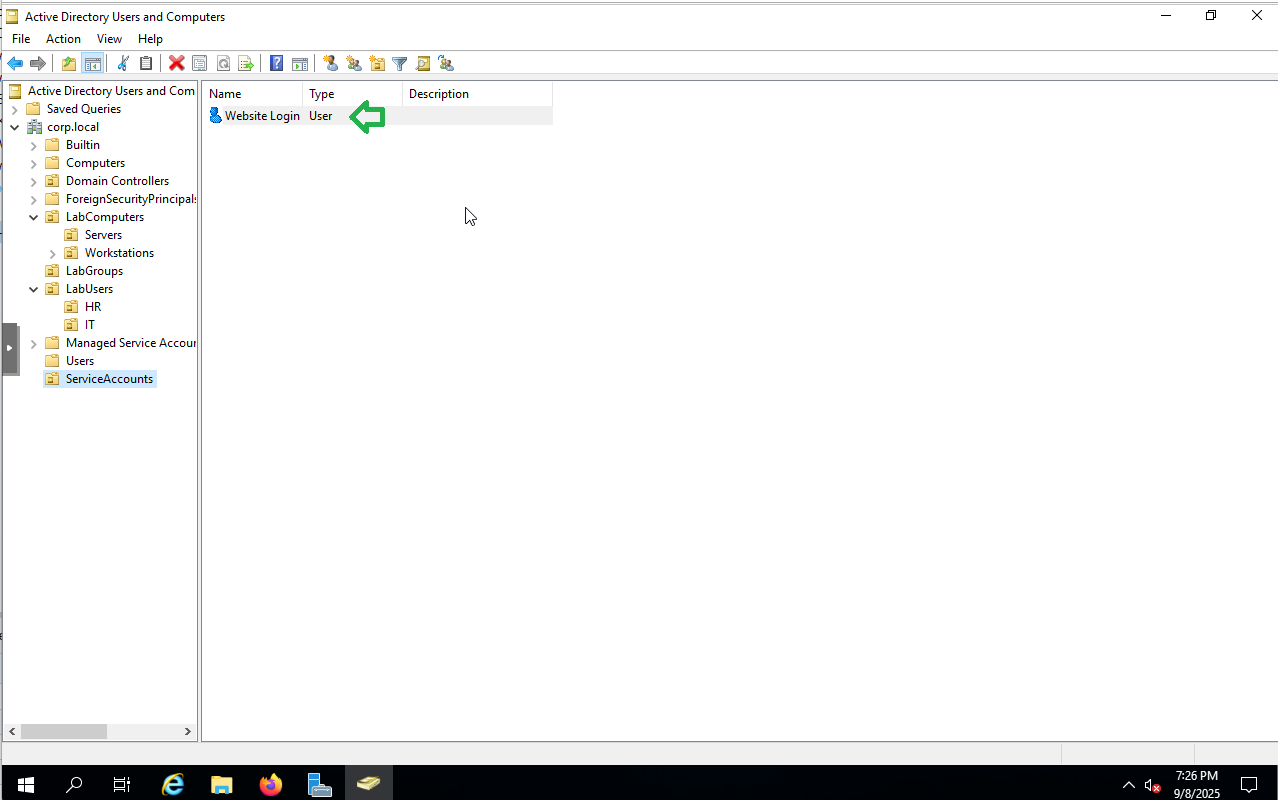 Active Directory Users and Computers
File Action View Help
Active Directory Users and Com
Saved Queries
corp.local
Builtin
Computers
Domain Controllers
ForeignSecurityPrincipals
LabComputers
Servers
Workstations
LabGroups
LabUsers
HR
IT
Managed Service Accour
Users
ServiceAccounts
Name Type Description
Website Login User
7:26 PM
9/8/2025